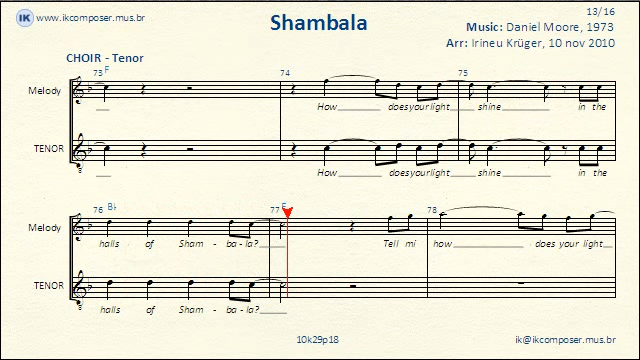 IK www.ikcomposer.mus.br
Shambala
13/16
Music: Daniel Moore, 1973
Arr: Irineu Krüger, 10 nov 2010
CHOIR - Tenor
73 F 74 75
Melody
How does your light shine in the
TENOR
How does your light shine in the
76 B♭ 77 F 78
Melody
halls of Sham - ba - la? Tell mi how does your light
TENOR
halls of Sham - ba - la?
10k29p18
ik@ikcomposer.mus.br